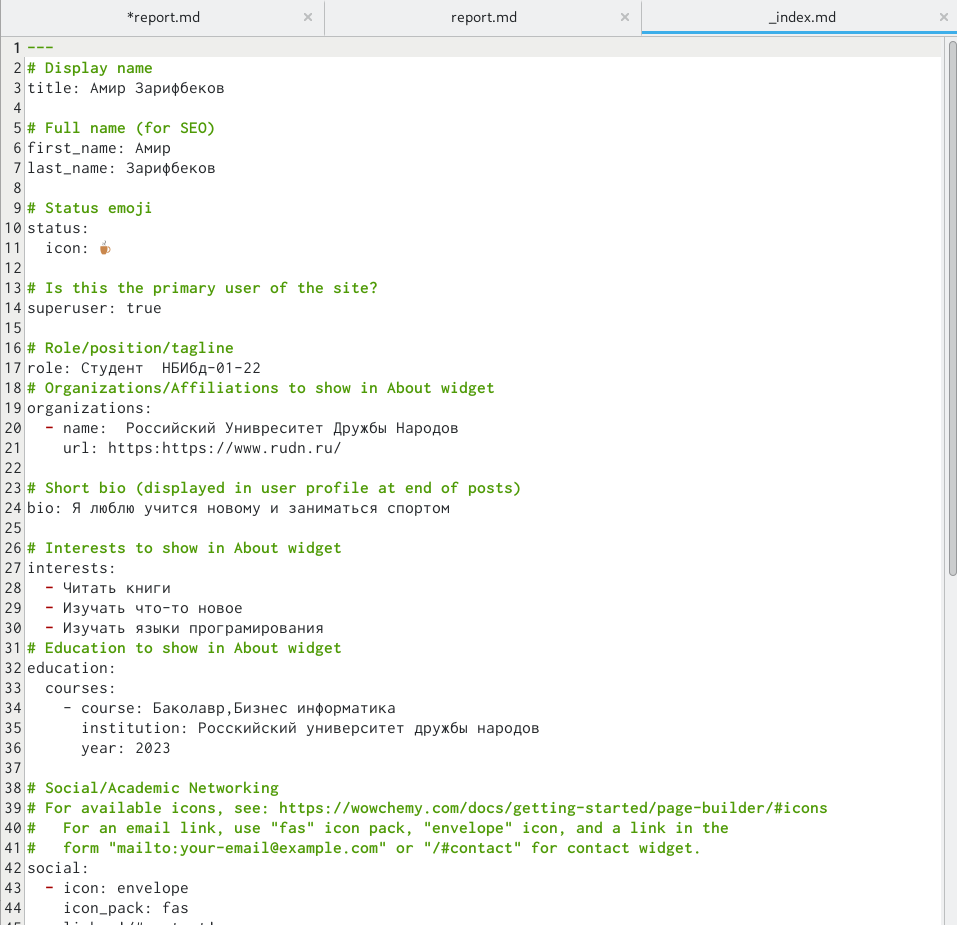 *report.md × report.md × _index.md ×
1 ---
2 # Display name
3 title: Амир Зарифбеков
4
5 # Full name (for SEO)
6 first_name: Амир
7 last_name: Зарифбеков
8
9 # Status emoji
10 status:
11   icon: ☕
12
13 # Is this the primary user of the site?
14 superuser: true
15
16 # Role/position/tagline
17 role: Студент  НБИбд-01-22
18 # Organizations/Affiliations to show in About widget
19 organizations:
20   - name:  Российский Унивреситет Дружбы Народов
21     url: https:https://www.rudn.ru/
22
23 # Short bio (displayed in user profile at end of posts)
24 bio: Я люблю учится новому и заниматься спортом
25
26 # Interests to show in About widget
27 interests:
28   - Читать книги
29   - Изучать что-то новое
30   - Изучать языки програмирования
31 # Education to show in About widget
32 education:
33   courses:
34     - course: Баколавр,Бизнес информатика
35       institution: Росскийский университет дружбы народов
36       year: 2023
37
38 # Social/Academic Networking
39 # For available icons, see: https://wowchemy.com/docs/getting-started/page-builder/#icons
40 #   For an email link, use "fas" icon pack, "envelope" icon, and a link in the
41 #   form "mailto:your-email@example.com" or "/#contact" for contact widget.
42 social:
43   - icon: envelope
44     icon_pack: fas